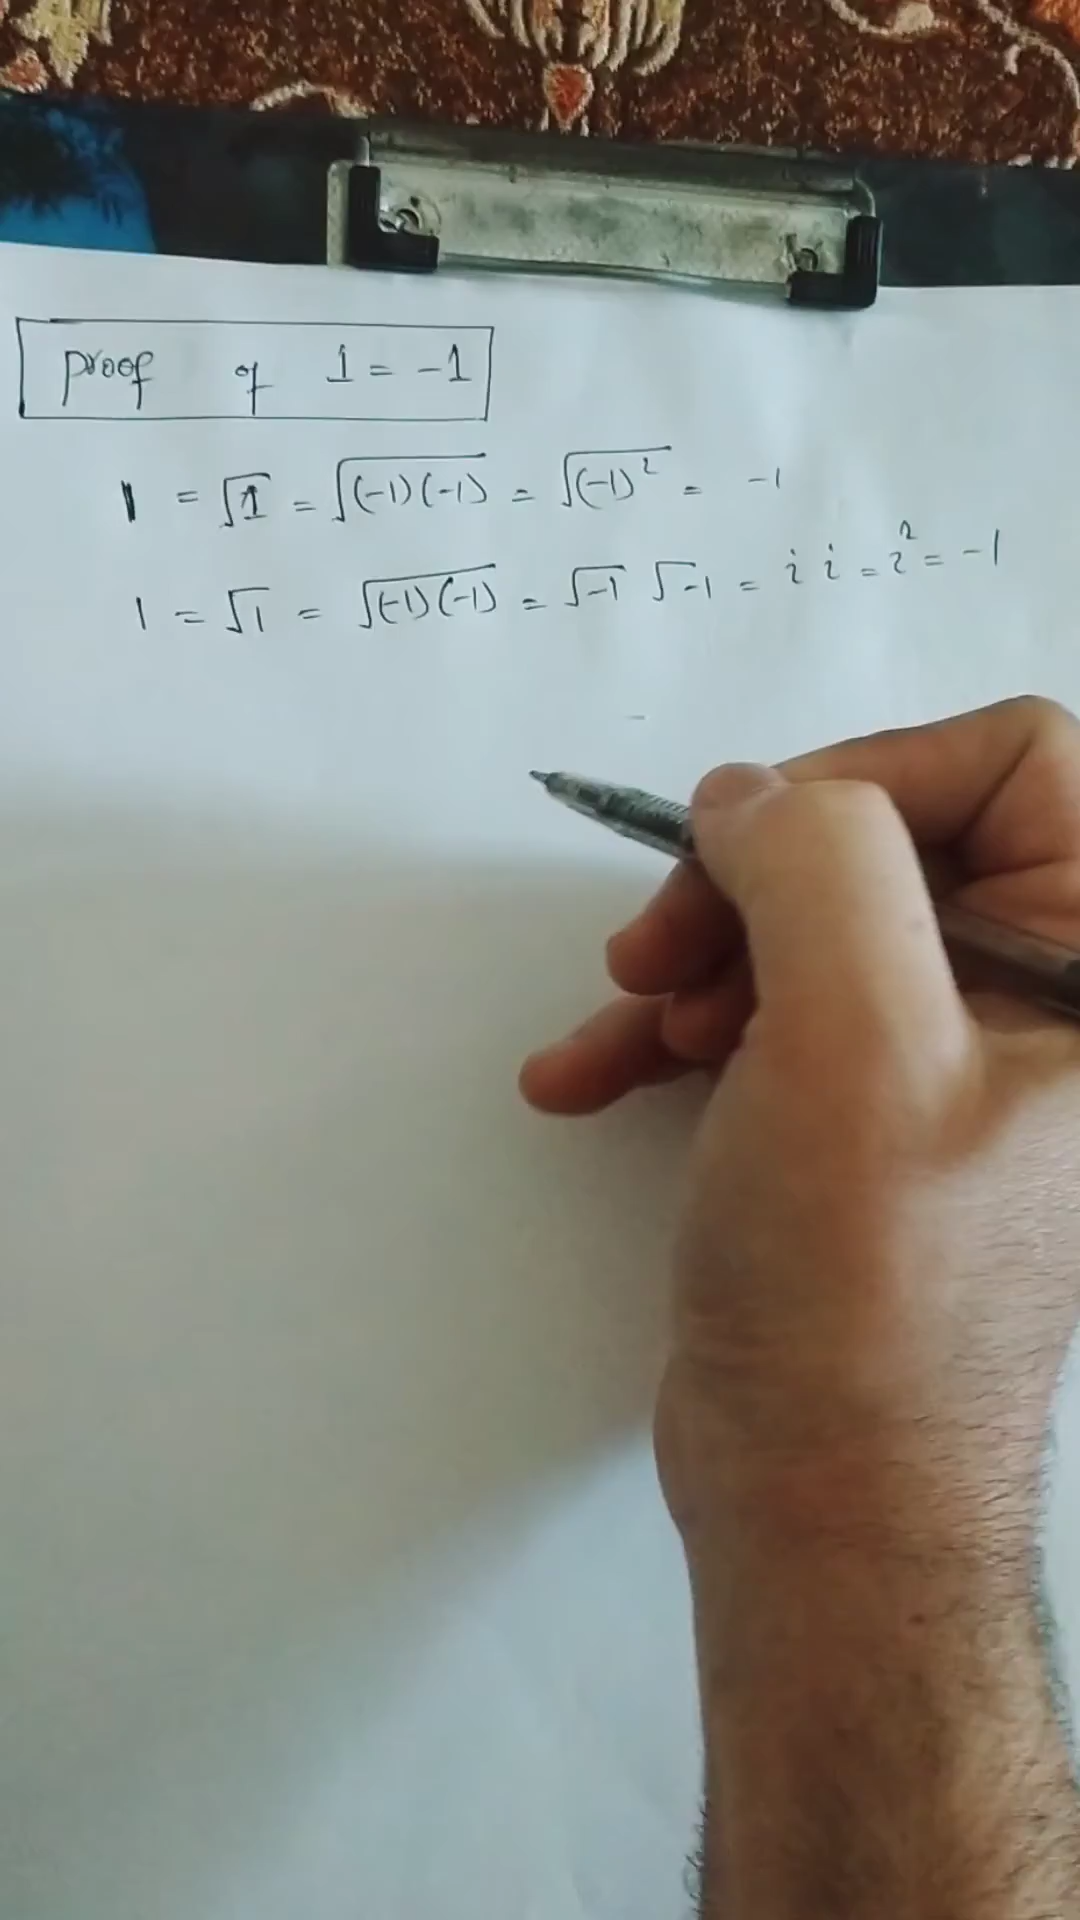 proof of 1 = -1
1 = √1 = √(-1)(-1) = √(-1)² = -1
1 = √1 = √(-1)(-1) = √-1 √-1 = i i = i² = -1